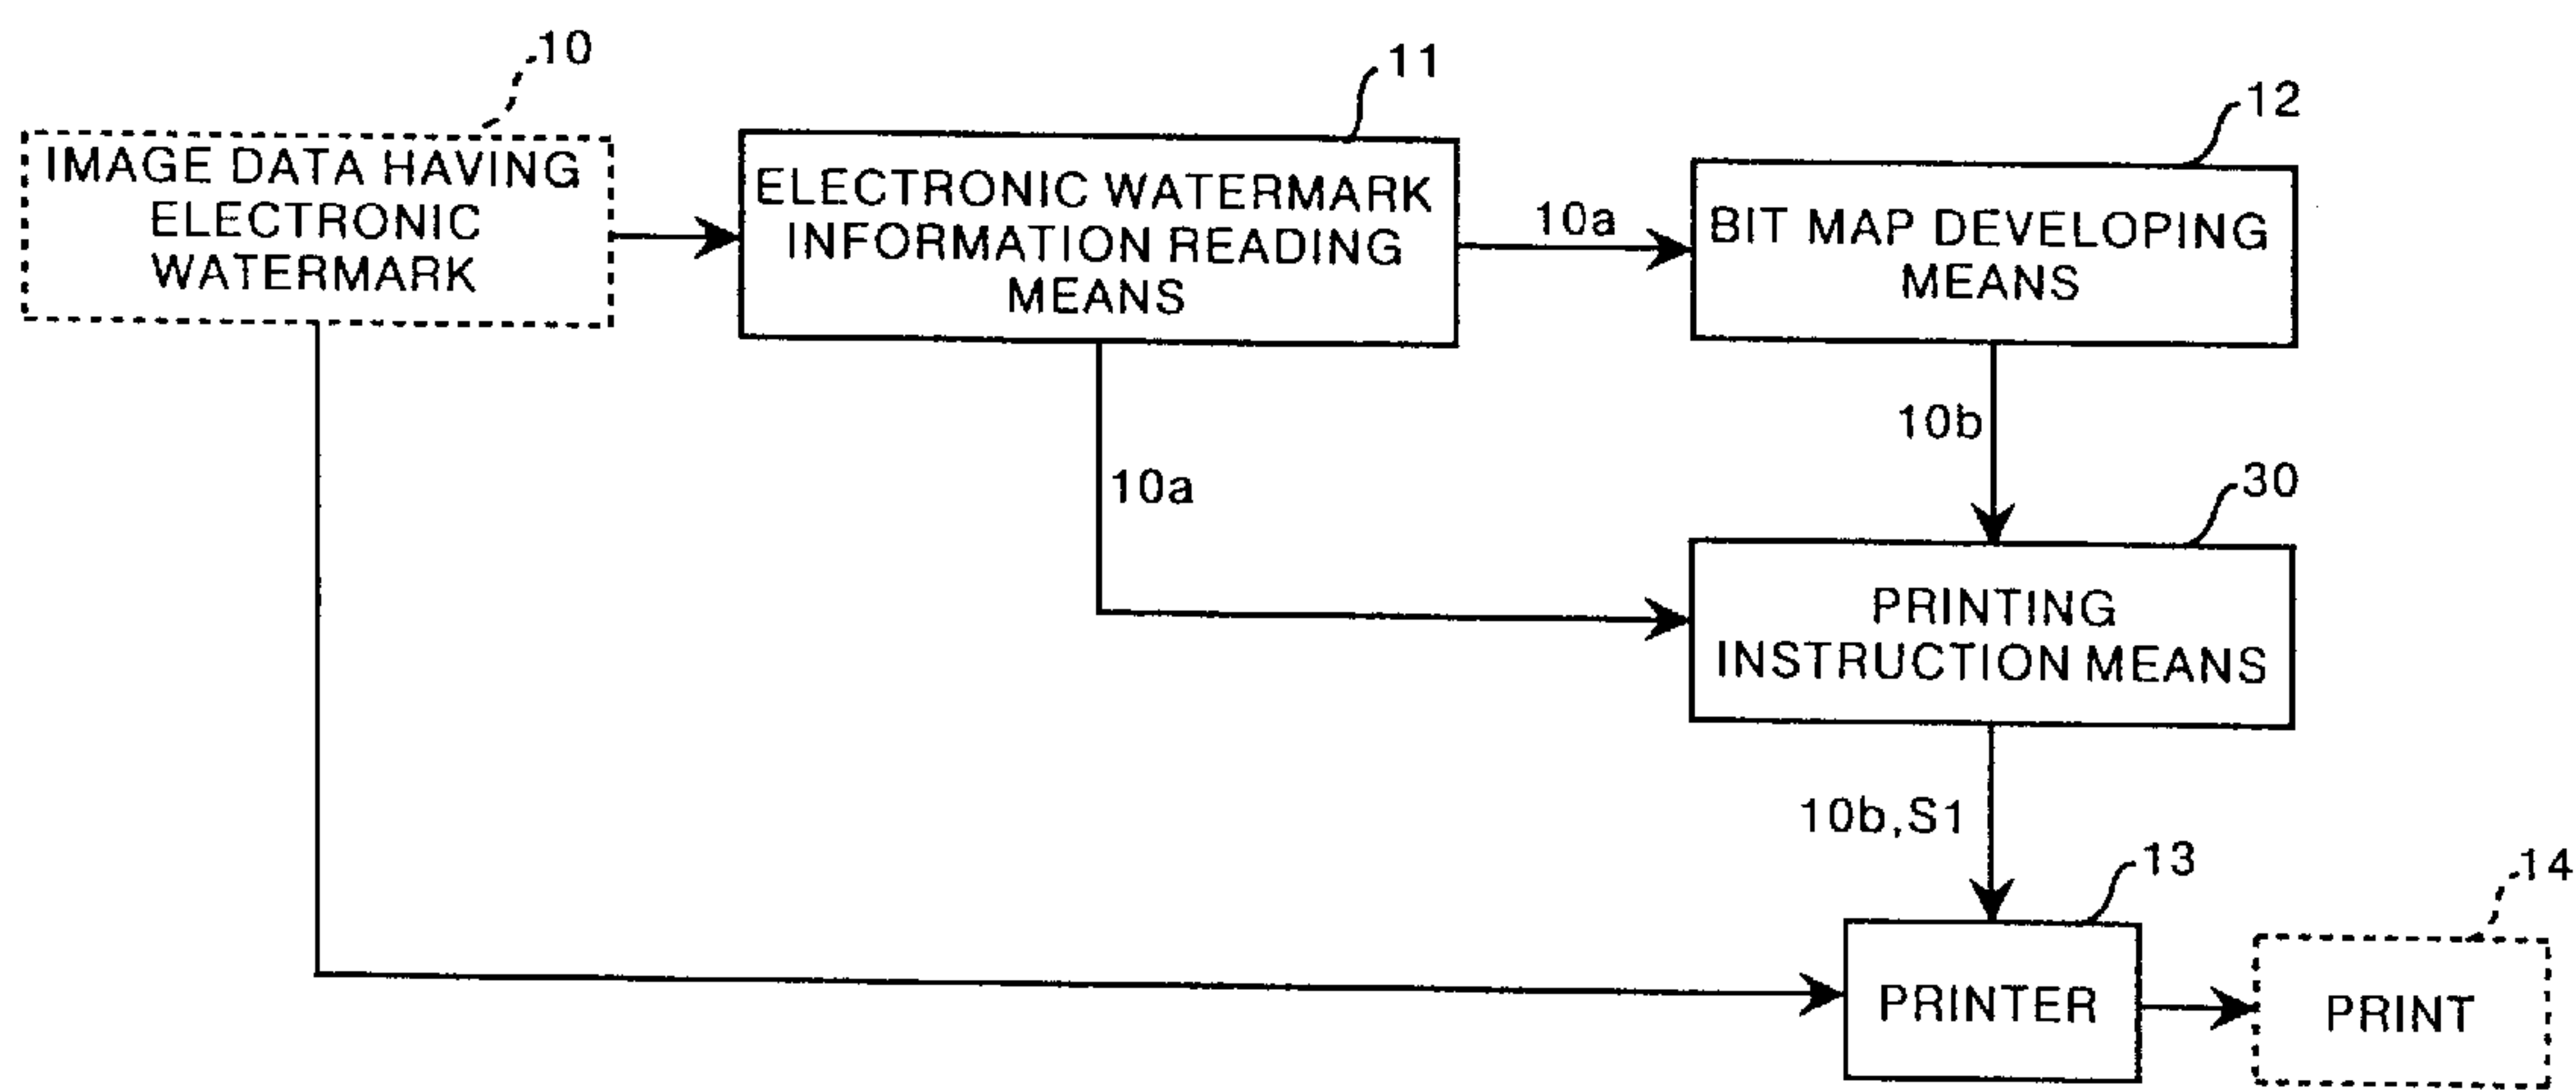 10
IMAGE DATA HAVING
ELECTRONIC
WATERMARK
11
ELECTRONIC WATERMARK
INFORMATION READING
MEANS
10a
12
BIT MAP DEVELOPING
MEANS
10b
10a
30
PRINTING
INSTRUCTION MEANS
10b,S1
13
PRINTER
14
PRINT